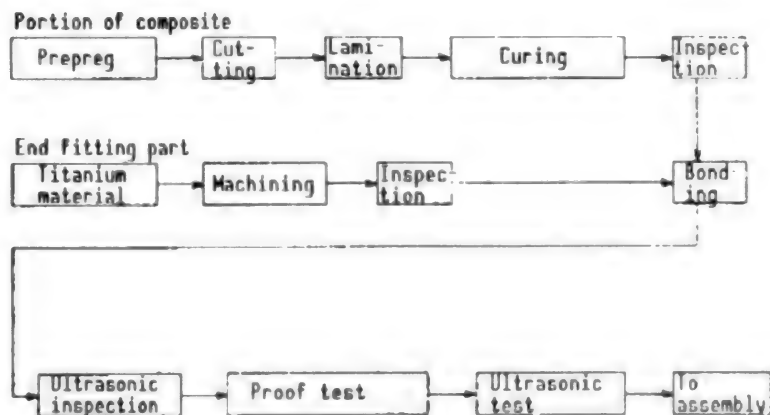 Portion of composite
Prepreg
Cut-
ting
Lami-
nation
Curing
Inspec
tion
End fitting part
Titanium
material
Machining
Inspec-
tion
Bond
ing
Ultrasonic
inspection
Proof test
Ultrasonic
test
To
assembly